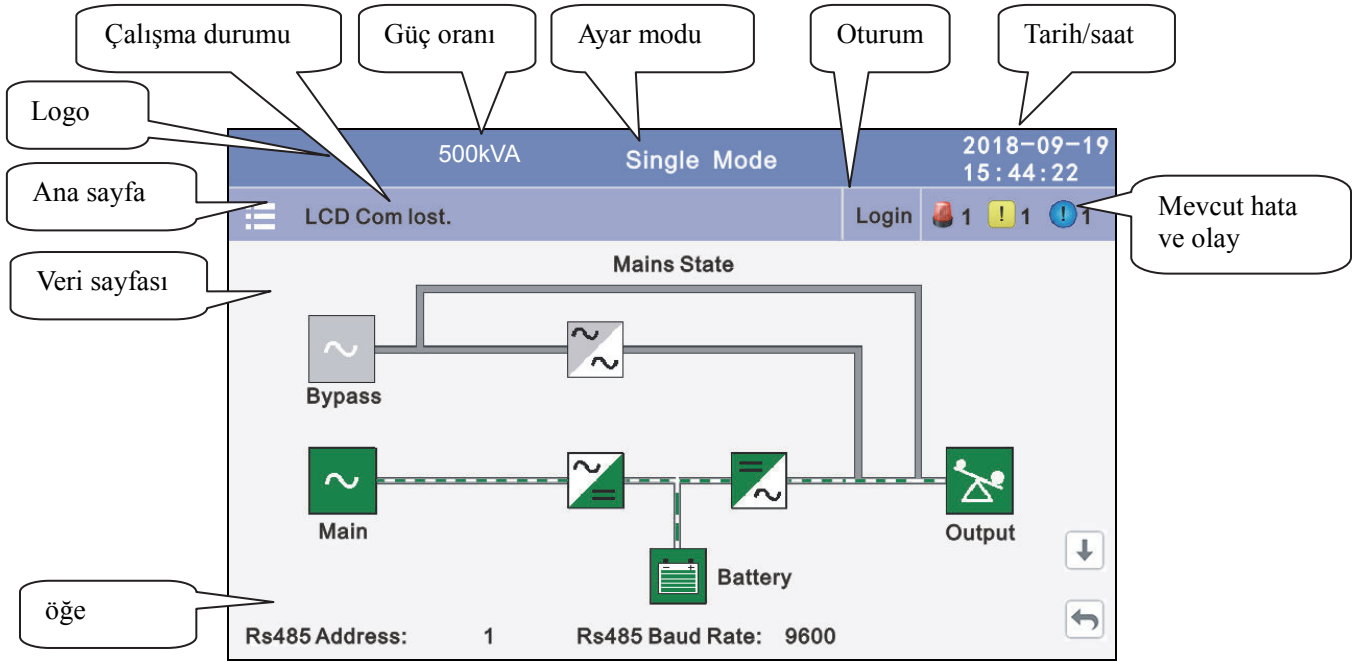 Çalışma durumu
Güç oranı
Ayar modu
Oturum
Tarih/saat
Logo
500kVA
Single Mode
2018-09-19
15:44:22
Ana sayfa
LCD Com lost.
Login
1
! 1
! 1
Mevcut hata
ve olay
Veri sayfası
Mains State
Bypass
Main
Output
Battery
öğe
Rs485 Address: 1 Rs485 Baud Rate: 9600